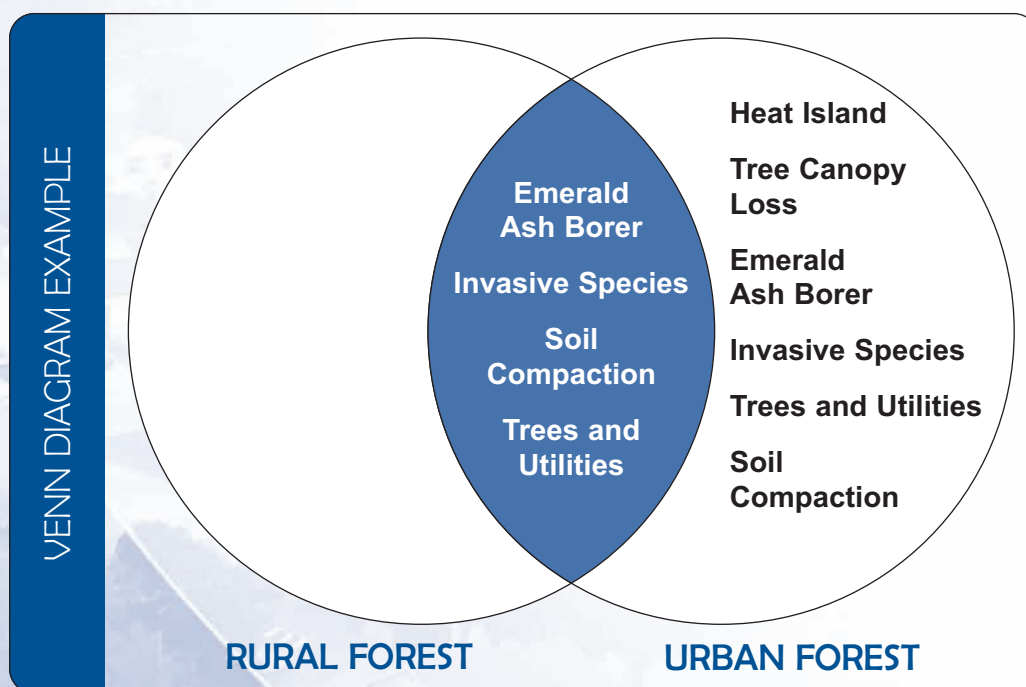 VENN DIAGRAM EXAMPLE
Emerald
Ash Borer
Invasive Species
Soil
Compaction
Trees and
Utilities
Heat Island
Tree Canopy
Loss
Emerald
Ash Borer
Invasive Species
Trees and Utilities
Soil
Compaction
RURAL FOREST
URBAN FOREST